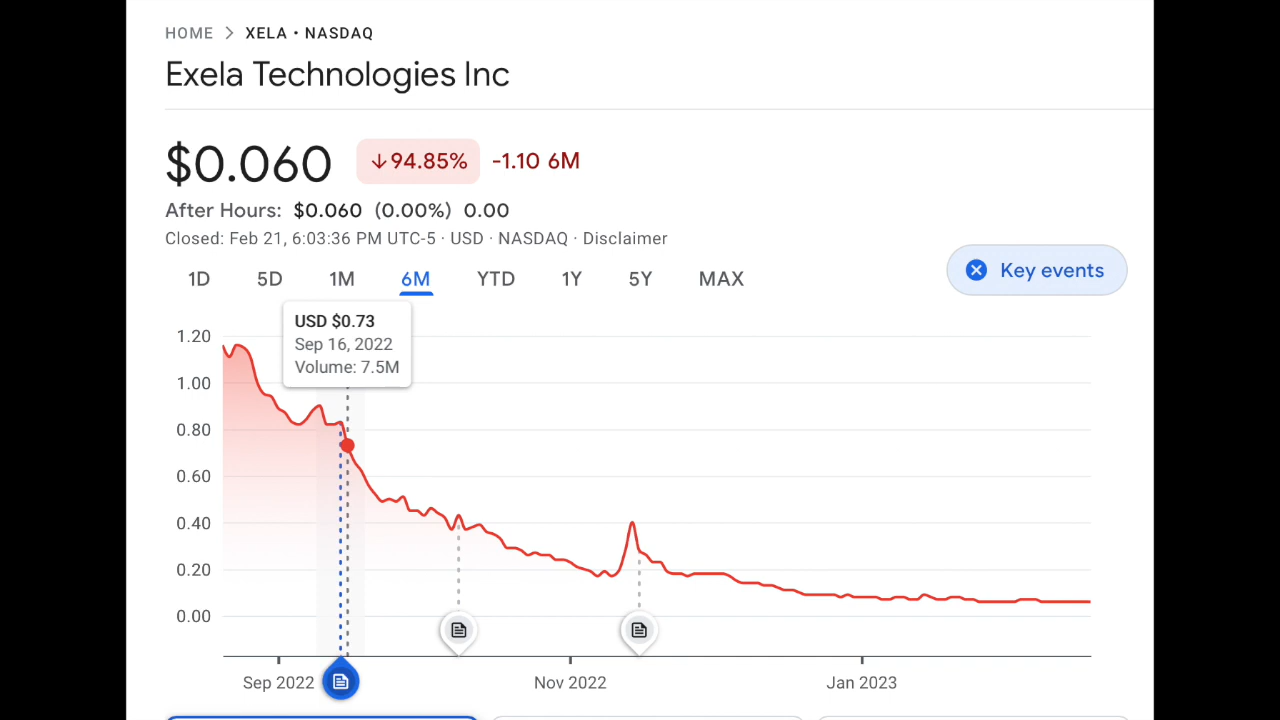 HOME > XELA • NASDAQ
Exela Technologies Inc
$0.060 ↓94.85% -1.10 6M
After Hours: $0.060 (0.00%) 0.00
Closed: Feb 21, 6:03:36 PM UTC-5 · USD · NASDAQ · Disclaimer
Key events
1D 5D 1M 6M YTD 1Y 5Y MAX
USD $0.73
Sep 16, 2022
Volume: 7.5M
1.20
1.00
0.80
0.60
0.40
0.20
0.00
Sep 2022 Nov 2022 Jan 2023